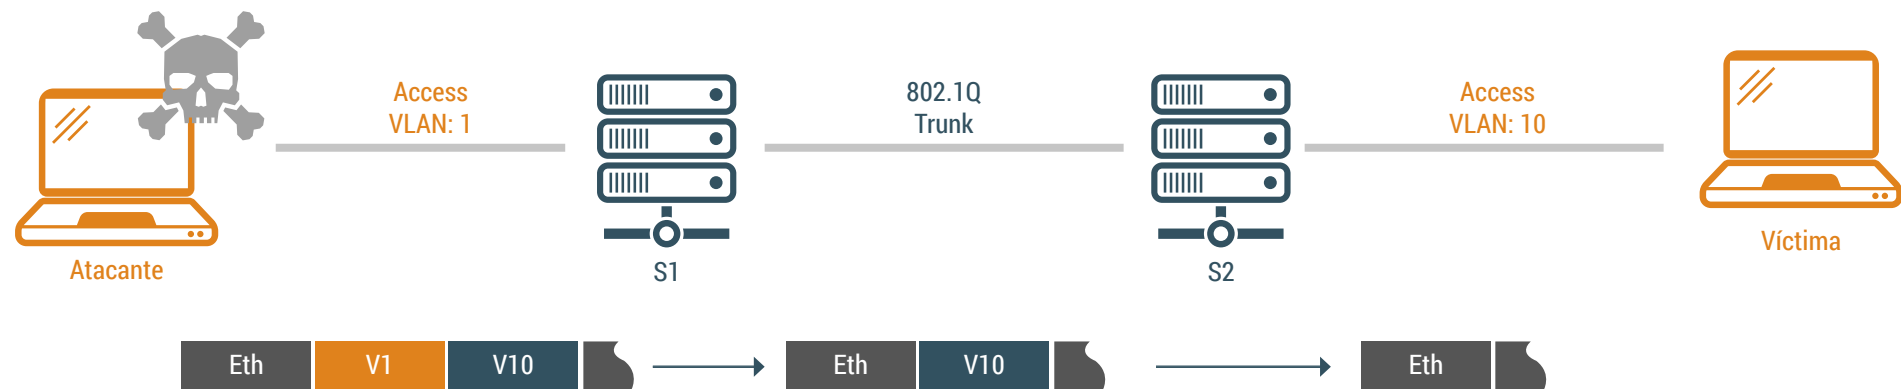 Access
VLAN: 1
802.1Q
Trunk
Access
VLAN: 10
Atacante
S1
S2
Víctima
Eth V1 V10
Eth V10
Eth